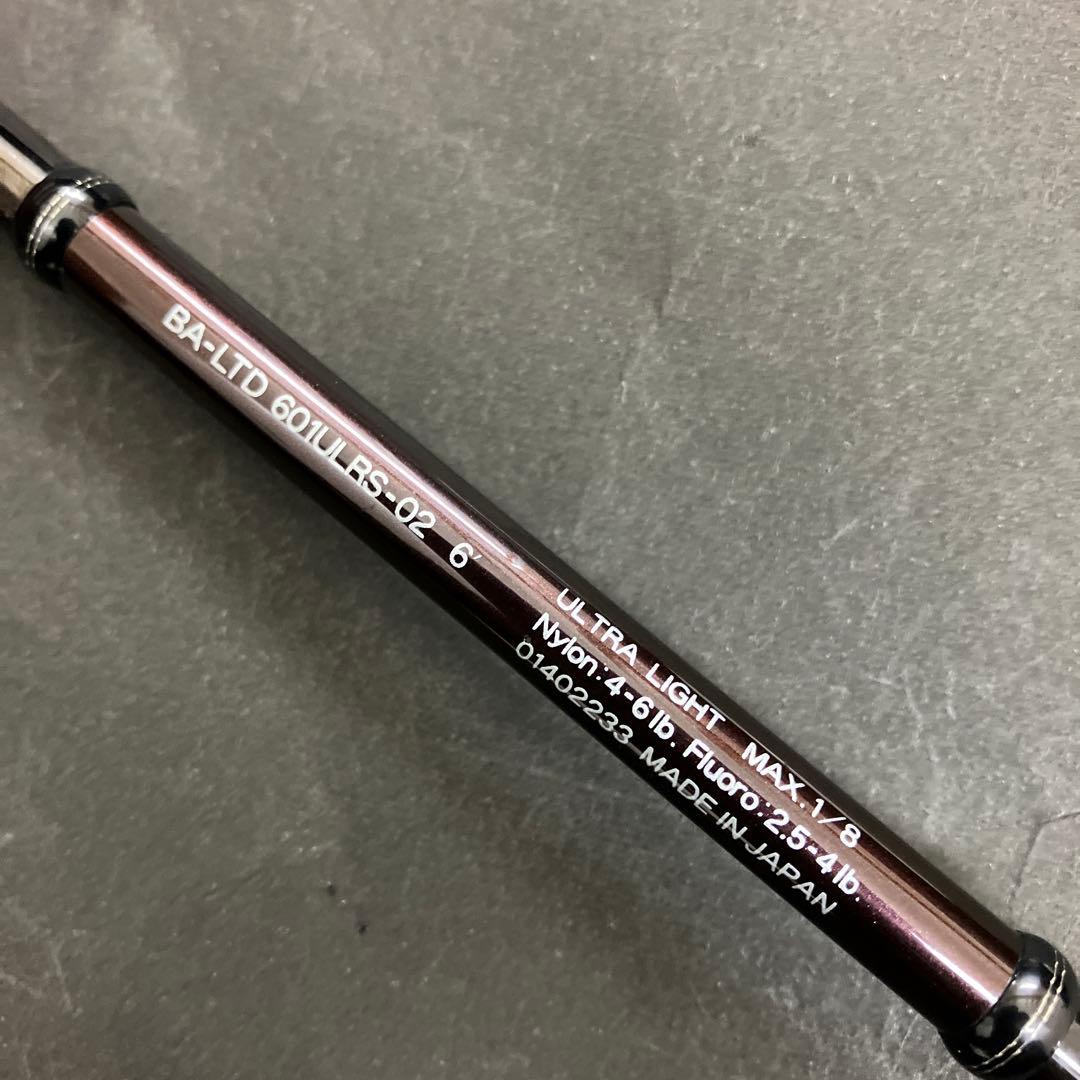 BA-LTD 601ULRS-02 6′
ULTRA LIGHT MAX.1/8
Nylon:4-6lb. Fluoro:2.5-4lb.
01402233 MADE-IN-JAPAN